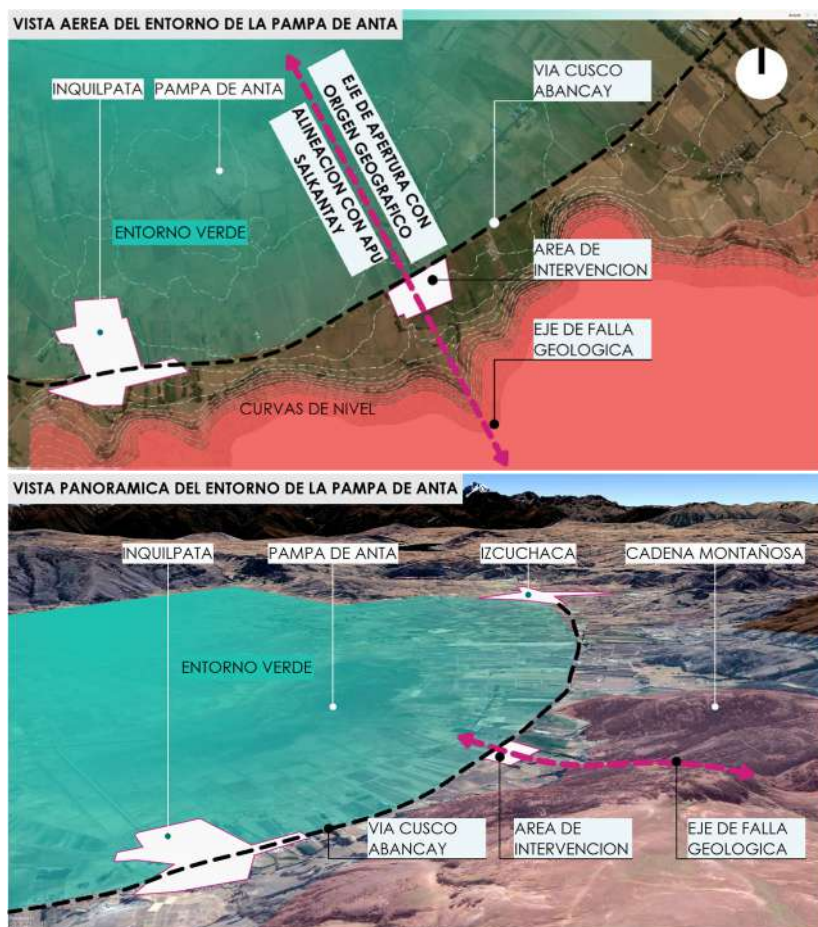 VISTA AEREA DEL ENTORNO DE LA PAMPA DE ANTA
INQUILPATA
PAMPA DE ANTA
EJE DE APERTURA CON
ORIGEN GEOGRAFICO
ALINEACION CON APU
SALKANTAY
VIA CUSCO
ABANCAY
ENTORNO VERDE
AREA DE
INTERVENCION
EJE DE FALLA
GEOLOGICA
CURVAS DE NIVEL
VISTA PANORAMICA DEL ENTORNO DE LA PAMPA DE ANTA
INQUILPATA
PAMPA DE ANTA
IZCUCHACA
CADENA MONTAÑOSA
ENTORNO VERDE
VIA CUSCO
ABANCAY
AREA DE
INTERVENCION
EJE DE FALLA
GEOLOGICA